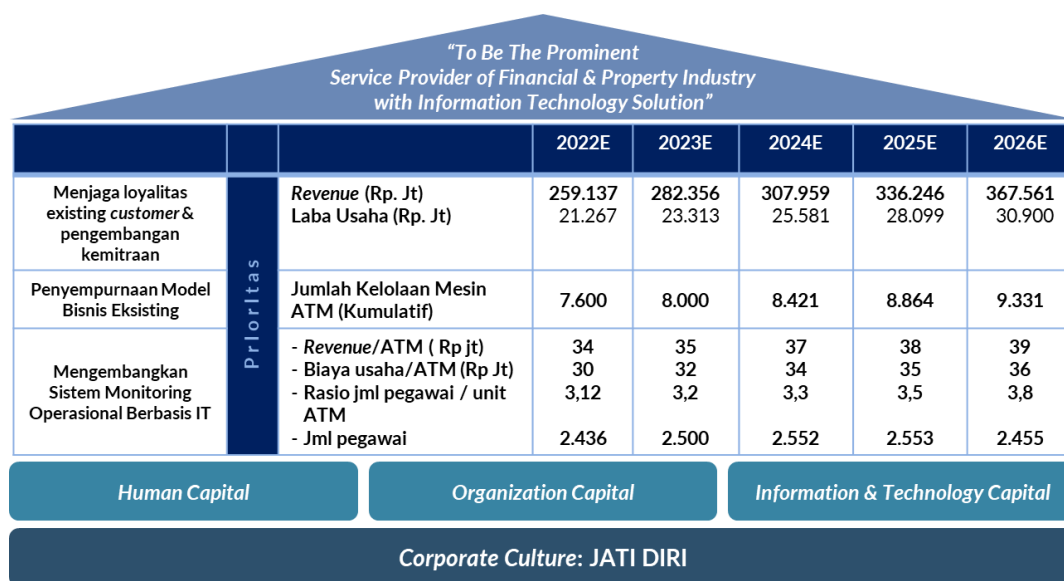 “To Be The Prominent
Service Provider of Financial & Property Industry
with Information Technology Solution”
2022E 2023E 2024E 2025E 2026E
Menjaga loyalitas
existing customer &
pengembangan
kemitraan
PrIorItas
Revenue (Rp. Jt) 259.137 282.356 307.959 336.246 367.561
Laba Usaha (Rp. Jt) 21.267 23.313 25.581 28.099 30.900
Penyempurnaan Model
Bisnis Eksisting
Jumlah Kelolaan Mesin
ATM (Kumulatif) 7.600 8.000 8.421 8.864 9.331
Mengembangkan
Sistem Monitoring
Operasional Berbasis IT
- Revenue/ATM ( Rp jt) 34 35 37 38 39
- Biaya usaha/ATM (Rp Jt) 30 32 34 35 36
- Rasio jml pegawai / unit 3,12 3,2 3,3 3,5 3,8
ATM
- Jml pegawai 2.436 2.500 2.552 2.553 2.455
Human Capital
Organization Capital
Information & Technology Capital
Corporate Culture: JATI DIRI